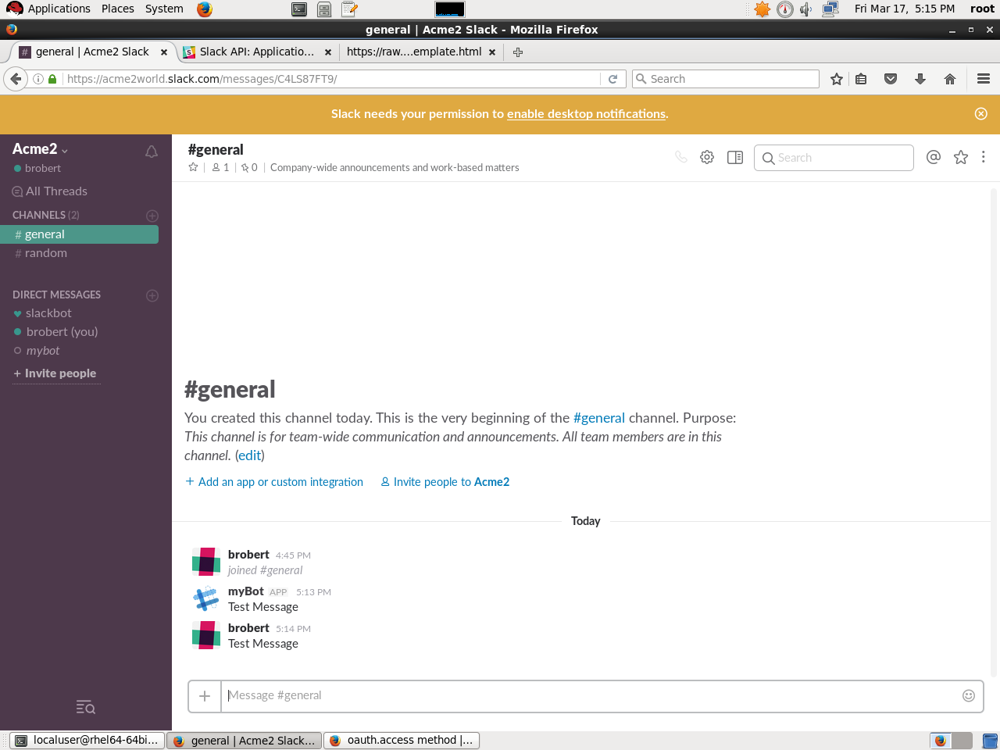 Applications Places System
Fri Mar 17, 5:15 PM root
general | Acme2 Slack - Mozilla Firefox
general | Acme2 Slack
Slack API: Applicatio...
https://raw....emplate.html
https://acme2world.slack.com/messages/C4LS87FT9/
Search
Slack needs your permission to enable desktop notifications.
Acme2
brobert
All Threads
CHANNELS (2)
# general
# random
DIRECT MESSAGES
slackbot
brobert (you)
mybot
+ Invite people
#general
1 | 0 | Company-wide announcements and work-based matters
Search
#general
You created this channel today. This is the very beginning of the #general channel. Purpose:
This channel is for team-wide communication and announcements. All team members are in this
channel. (edit)
+ Add an app or custom integration
Invite people to Acme2
Today
brobert 4:45 PM
joined #general
myBot APP 5:13 PM
Test Message
brobert 5:14 PM
Test Message
Message #general
localuser@rhel64-64bi...
general | Acme2 Slack...
oauth.access method |...